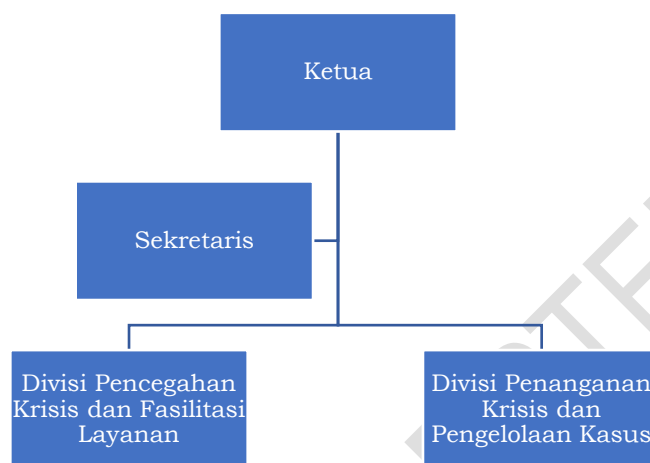 Ketua
Sekretaris
Divisi Pencegahan
Krisis dan Fasilitasi
Layanan
Divisi Penanganan
Krisis dan
Pengelolaan Kasus